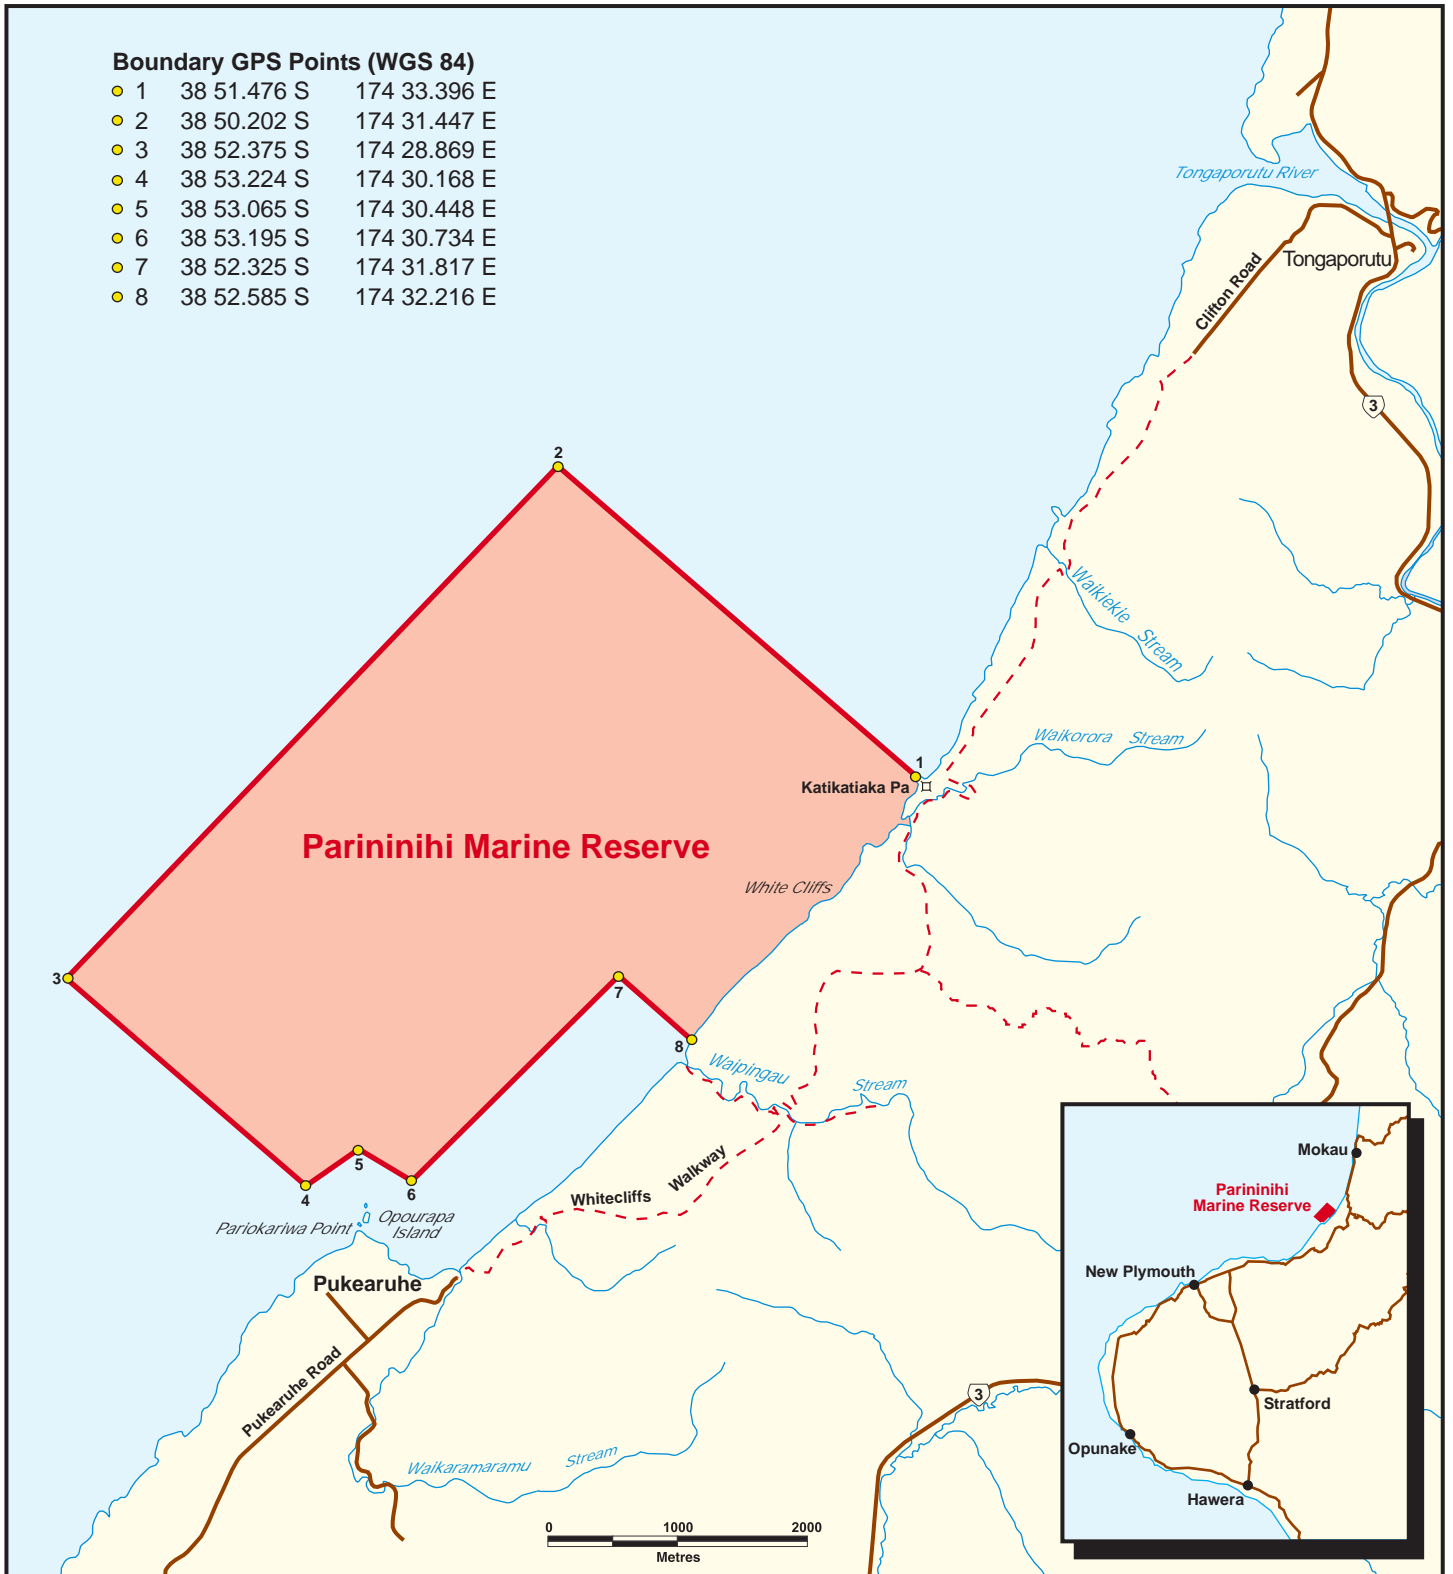 Boundary GPS Points (WGS 84)
1 38 51.476 S 174 33.396 E
2 38 50.202 S 174 31.447 E
3 38 52.375 S 174 28.869 E
4 38 53.224 S 174 30.168 E
5 38 53.065 S 174 30.448 E
6 38 53.195 S 174 30.734 E
7 38 52.325 S 174 31.817 E
8 38 52.585 S 174 32.216 E
Tongaporutu River
Tongaporutu
Clifton Road
3
2
Waikiekie Stream
Waikorora Stream
1
Katikatiaka Pa
Parininihi Marine Reserve
White Cliffs
3
7
8
Waipingau Stream
5
4
6
Pariokariwa Point
Opourapa
Island
Whitecliffs Walkway
Pukearuhe
Pukearuhe Road
3
Waikaramaramu Stream
0 1000 2000
Metres
Mokau
Parininihi
Marine Reserve
New Plymouth
Stratford
Opunake
Hawera